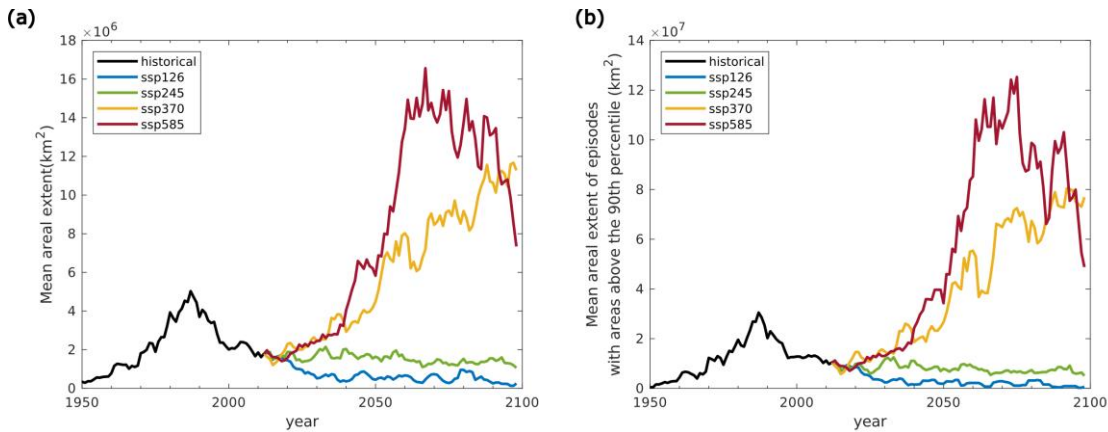 (a)
×10⁶
18
16
14
12
10
8
6
4
2
0
Mean areal extent(km²)
historical
ssp126
ssp245
ssp370
ssp585
1950
2000
2050
2100
year
(b)
×10⁷
14
12
10
8
6
4
2
0
Mean areal extent of episodes
with areas above the 90th percentile (km²)
historical
ssp126
ssp245
ssp370
ssp585
1950
2000
2050
2100
year